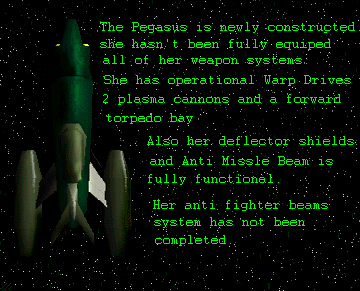 The Pegasus is newly constructed
she hasn't been fully equiped
all of her weapon systems.
She has operational Warp Drives
2 plasma cannons and a forward
torpedo bay
Also her deflector shields
and Anti Missle Beam is
fully functional.
Her anti fighter beams
system has not been
completed